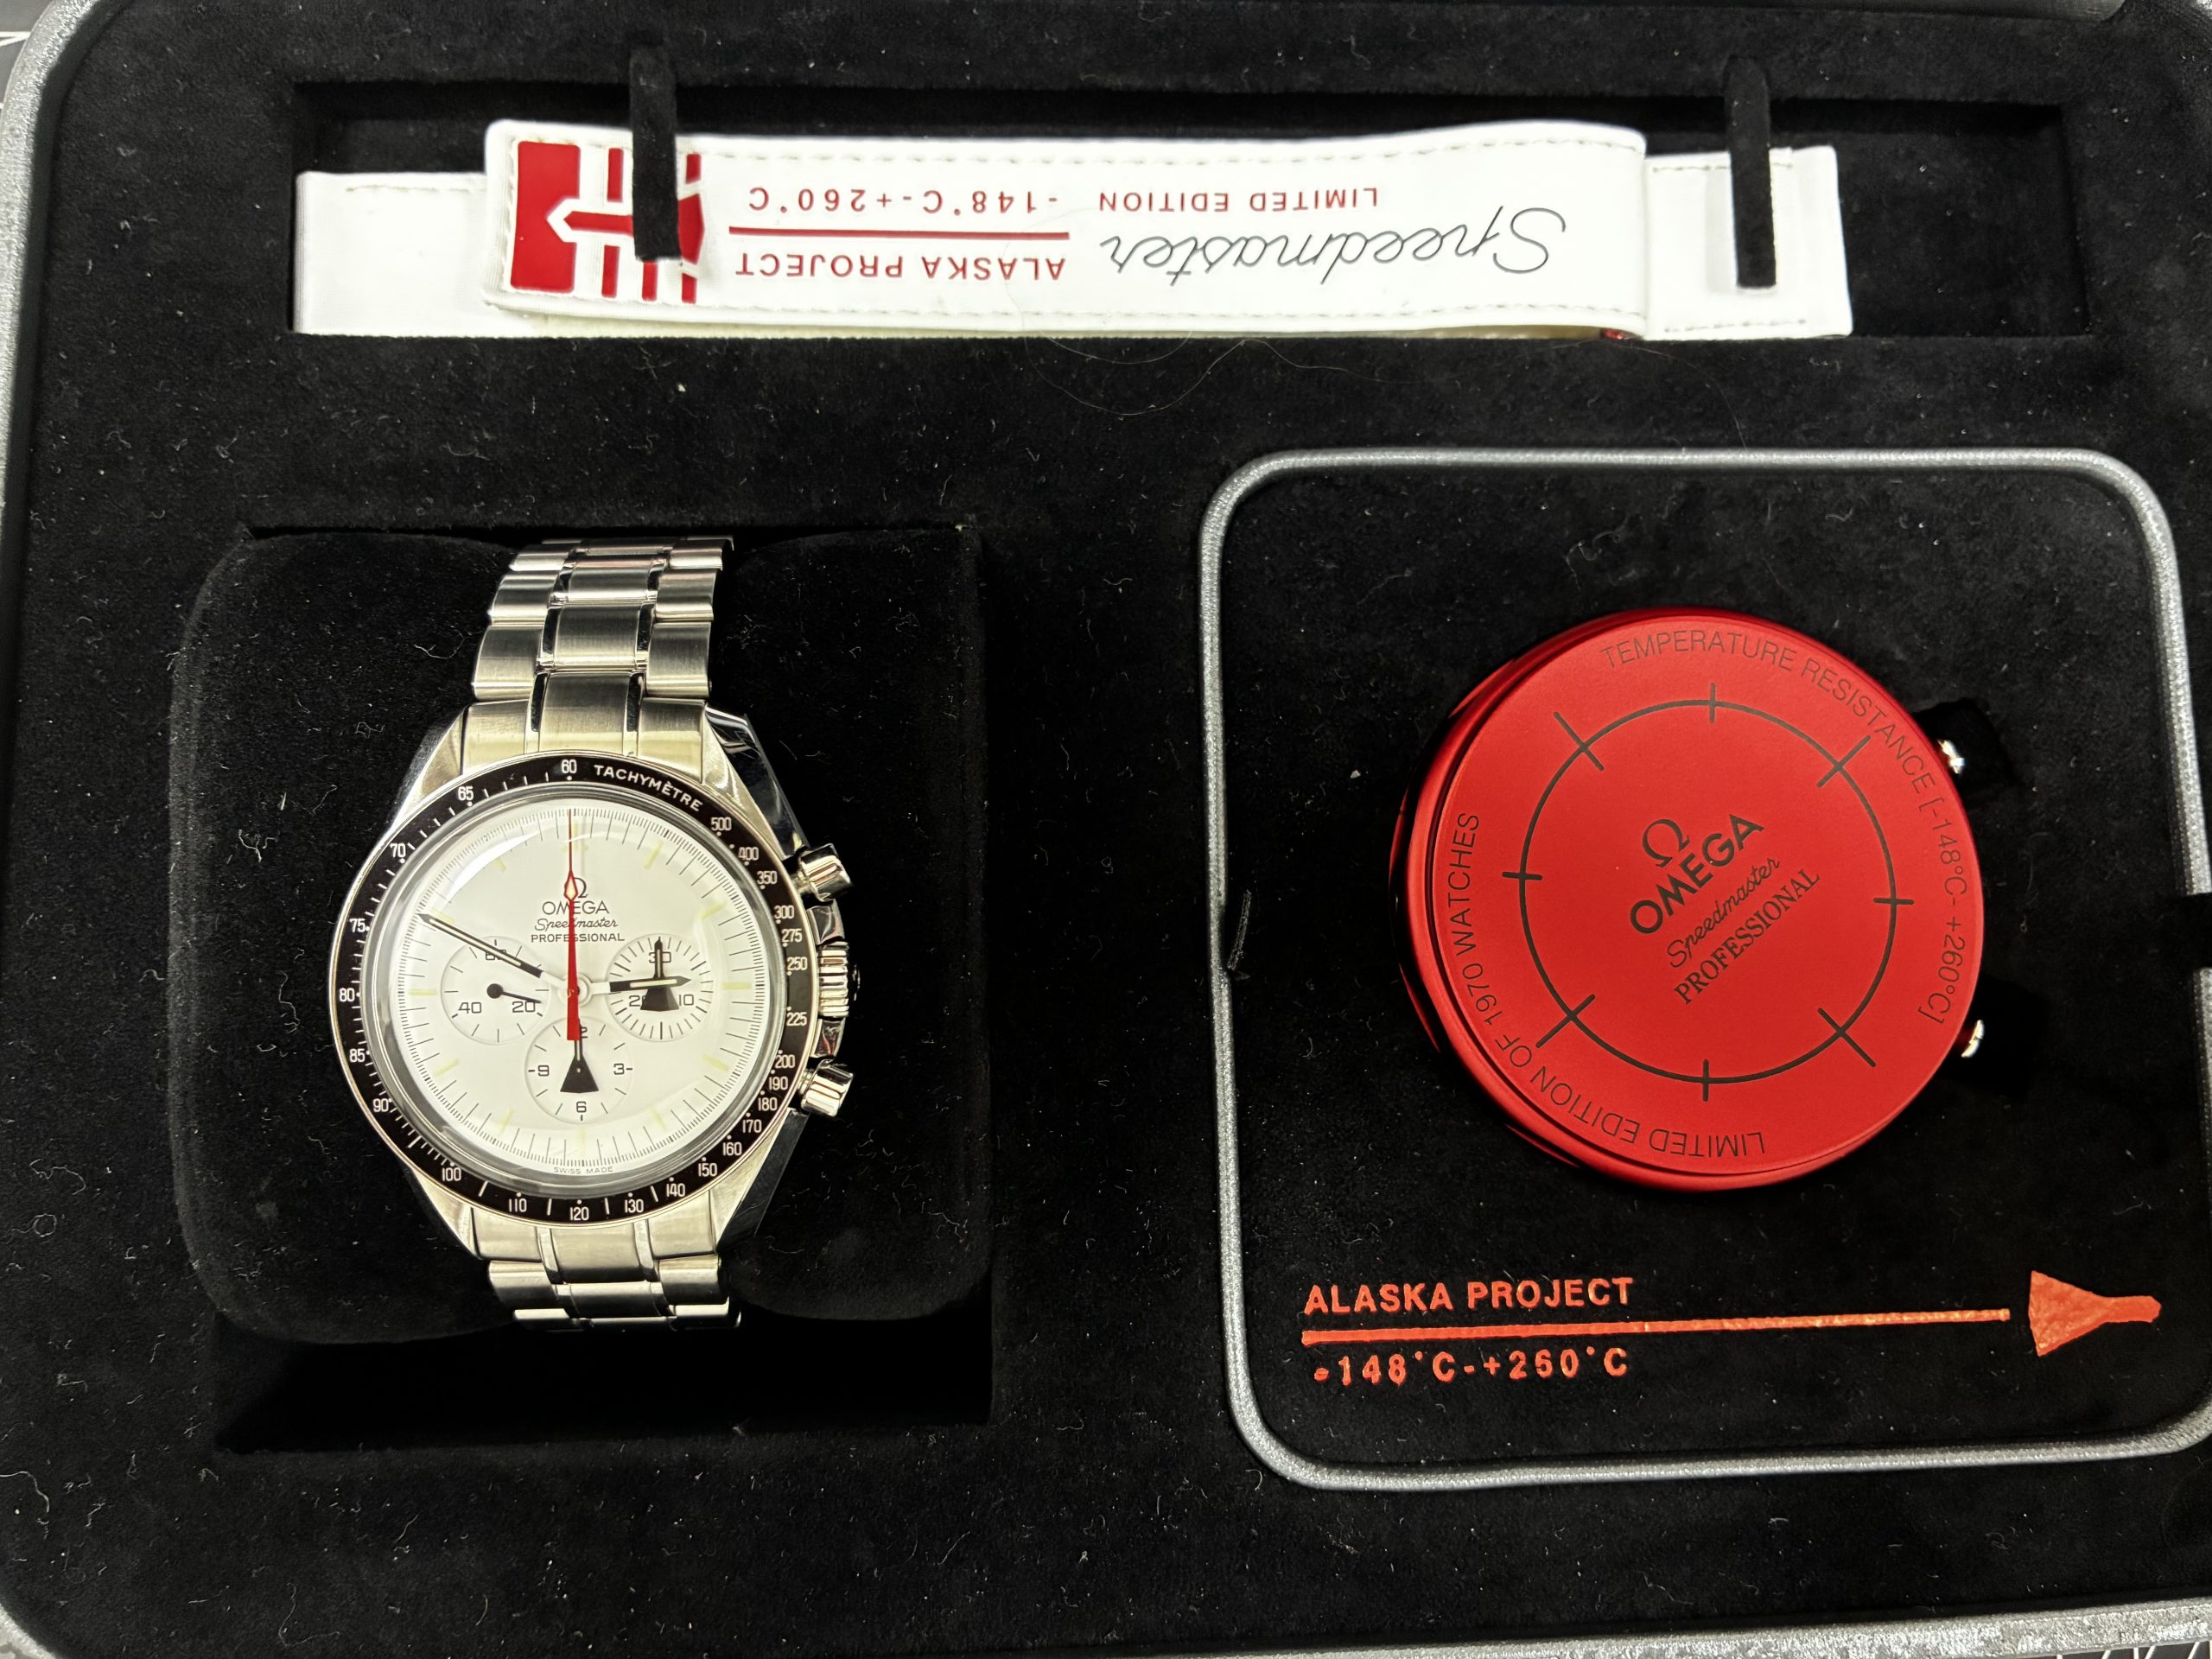 Speedmaster
LIMITED EDITION
ALASKA PROJECT
-148°C-+260°C
60 TACHYMÈTRE
500
400
350
300
275
250
225
200
190
180
170
160
150
140
130
120
110
100
90
85
80
75
70
65
Ω
OMEGA
Speedmaster
PROFESSIONAL
60
20
40
30
10
3
6
9
SWISS MADE
TEMPERATURE RESISTANCE [-148°C- +260°C]
LIMITED EDITION OF 1970 WATCHES
Ω
OMEGA
Speedmaster
PROFESSIONAL
ALASKA PROJECT
-148°C-+260°C